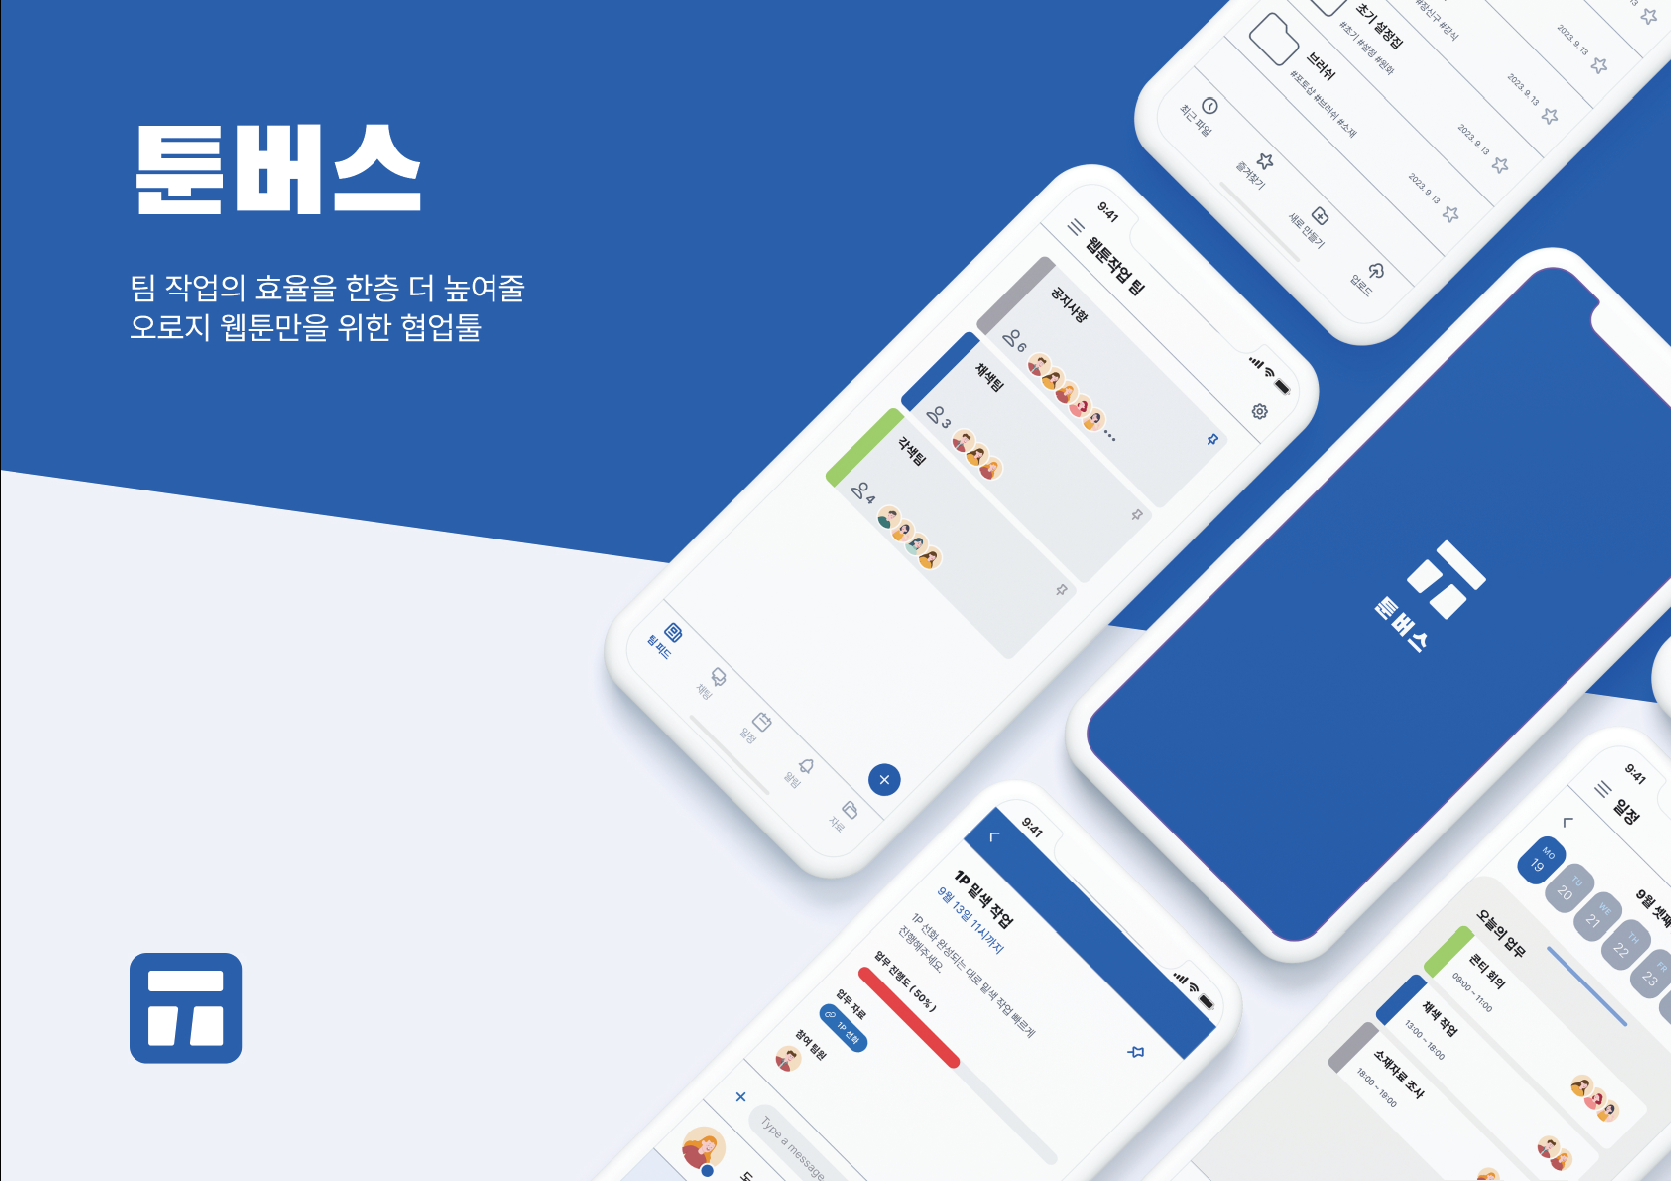 툰버스
팀 작업의 효율을 한층 더 높여줄
오로지 웹툰만을 위한 협업툴
#장신구 #장식
2023. 9. 13
초기 설정집
#초기 #설정 #원화
2023. 9. 13
브러쉬
#포토샵 #브러쉬 #소재
2023. 9. 13
2023. 9. 13
최근 파일
즐겨찾기
새로 만들기
업로드
9:41
웹툰작업 팀
공지사항
6
채색팀
3
각색팀
4
팀 피드
채팅
일정
알림
자료
툰버스
9:41
1P 밑색 작업
9월 13일 11시까지
1P 선화 완성되는 대로 밑색 작업 빠르게
진행해주세요.
업무 진행도 ( 50% )
업무 자료
1P 선화
참여 팀원
Type a message
도
9:41
일정
9월 셋째
MO
19
TU
20
WE
21
TH
22
FR
23
오늘의 업무
콘티 회의
09:00 ~ 11:00
채색 작업
13:00 ~ 18:00
소재자료 조사
18:00 ~ 19:00